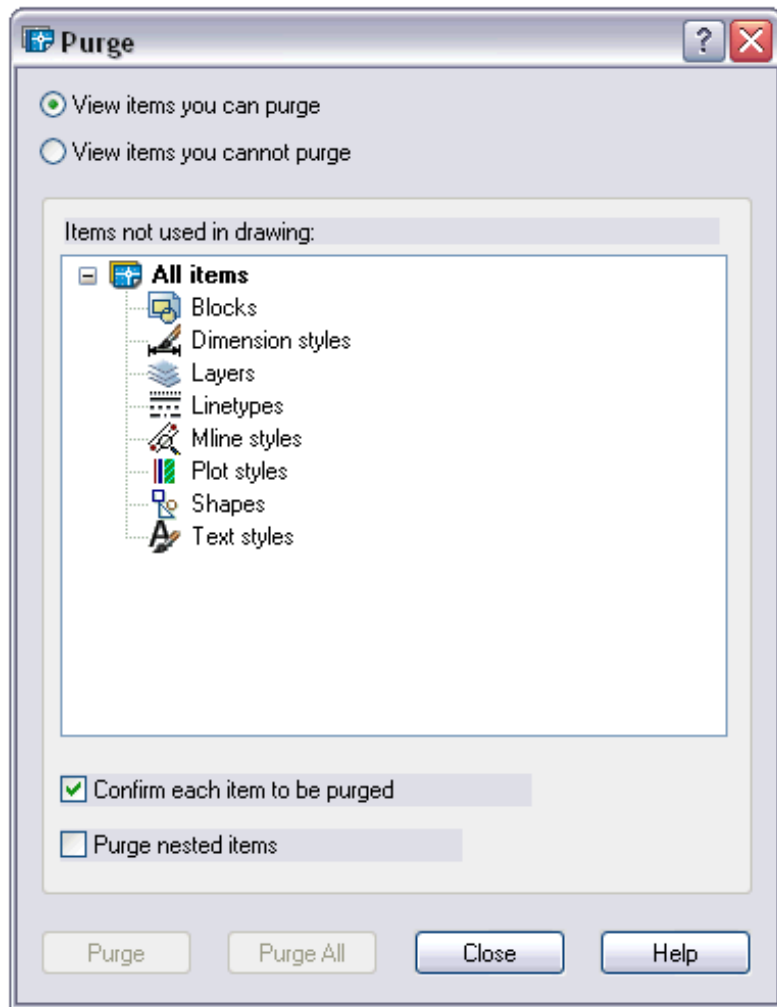 Purge
View items you can purge
View items you cannot purge
Items not used in drawing:
All items
Blocks
Dimension styles
Layers
Linetypes
Mline styles
Plot styles
Shapes
Text styles
Confirm each item to be purged
Purge nested items
Purge Purge All Close Help